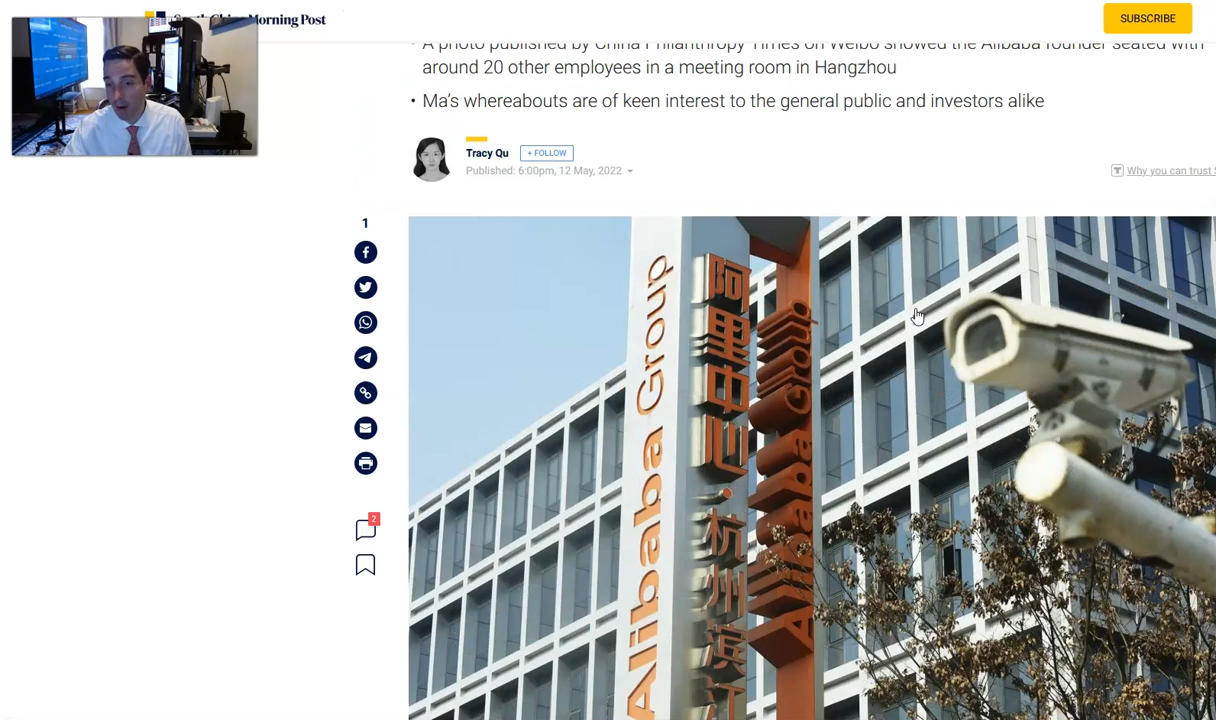 South China Morning Post
SUBSCRIBE
• A photo published by China Philanthropy Times on Weibo showed the Alibaba founder seated with
around 20 other employees in a meeting room in Hangzhou
• Ma's whereabouts are of keen interest to the general public and investors alike
Tracy Qu
+ FOLLOW
Published: 6:00pm, 12 May, 2022
Why you can trust
1
2
Alibaba Group
阿里中心·杭州滨江
Alibaba Group